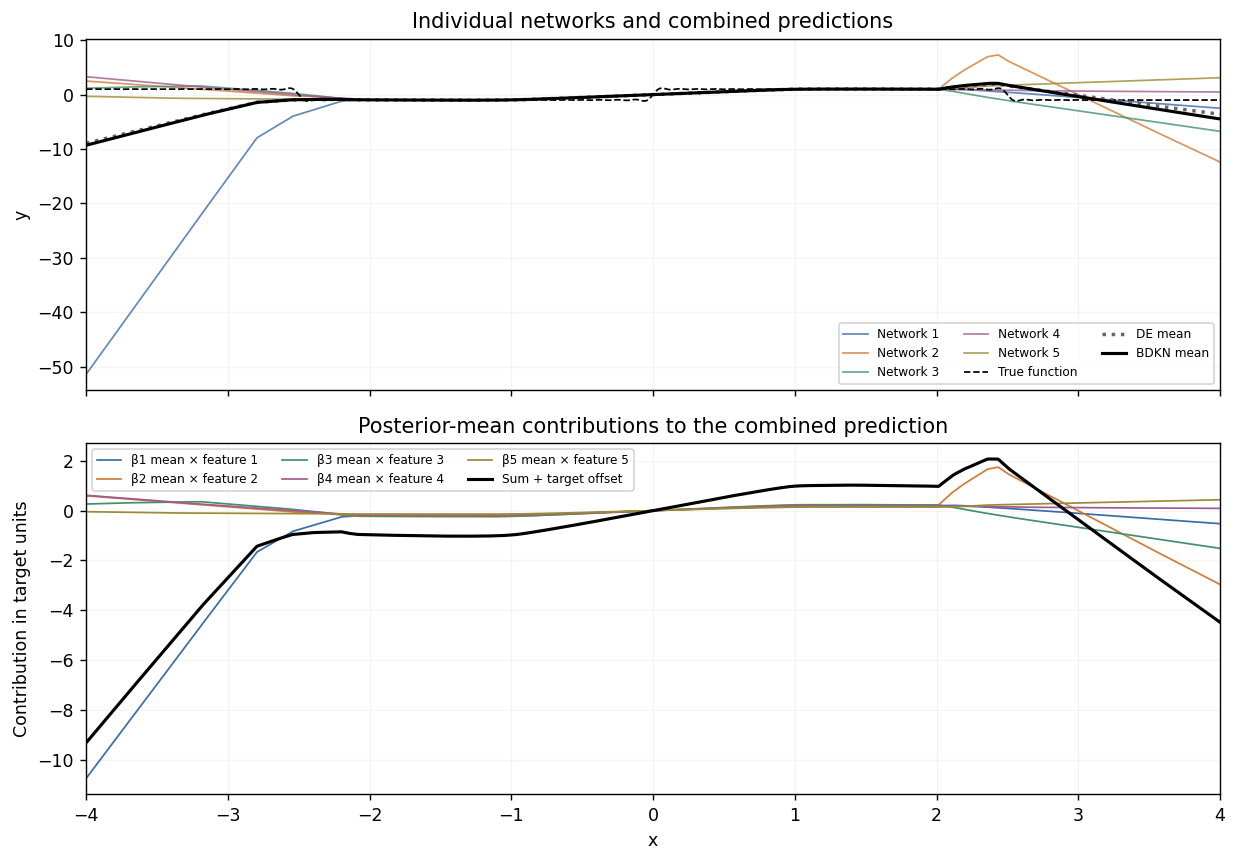 Individual networks and combined predictions
10
0
−10
−20
−30
−40
−50
y
Network 1
Network 2
Network 3
Network 4
Network 5
True function
DE mean
BDKN mean
Posterior-mean contributions to the combined prediction
2
0
−2
−4
−6
−8
−10
Contribution in target units
β1 mean × feature 1
β2 mean × feature 2
β3 mean × feature 3
β4 mean × feature 4
β5 mean × feature 5
Sum + target offset
−4
−3
−2
−1
0
1
2
3
4
x